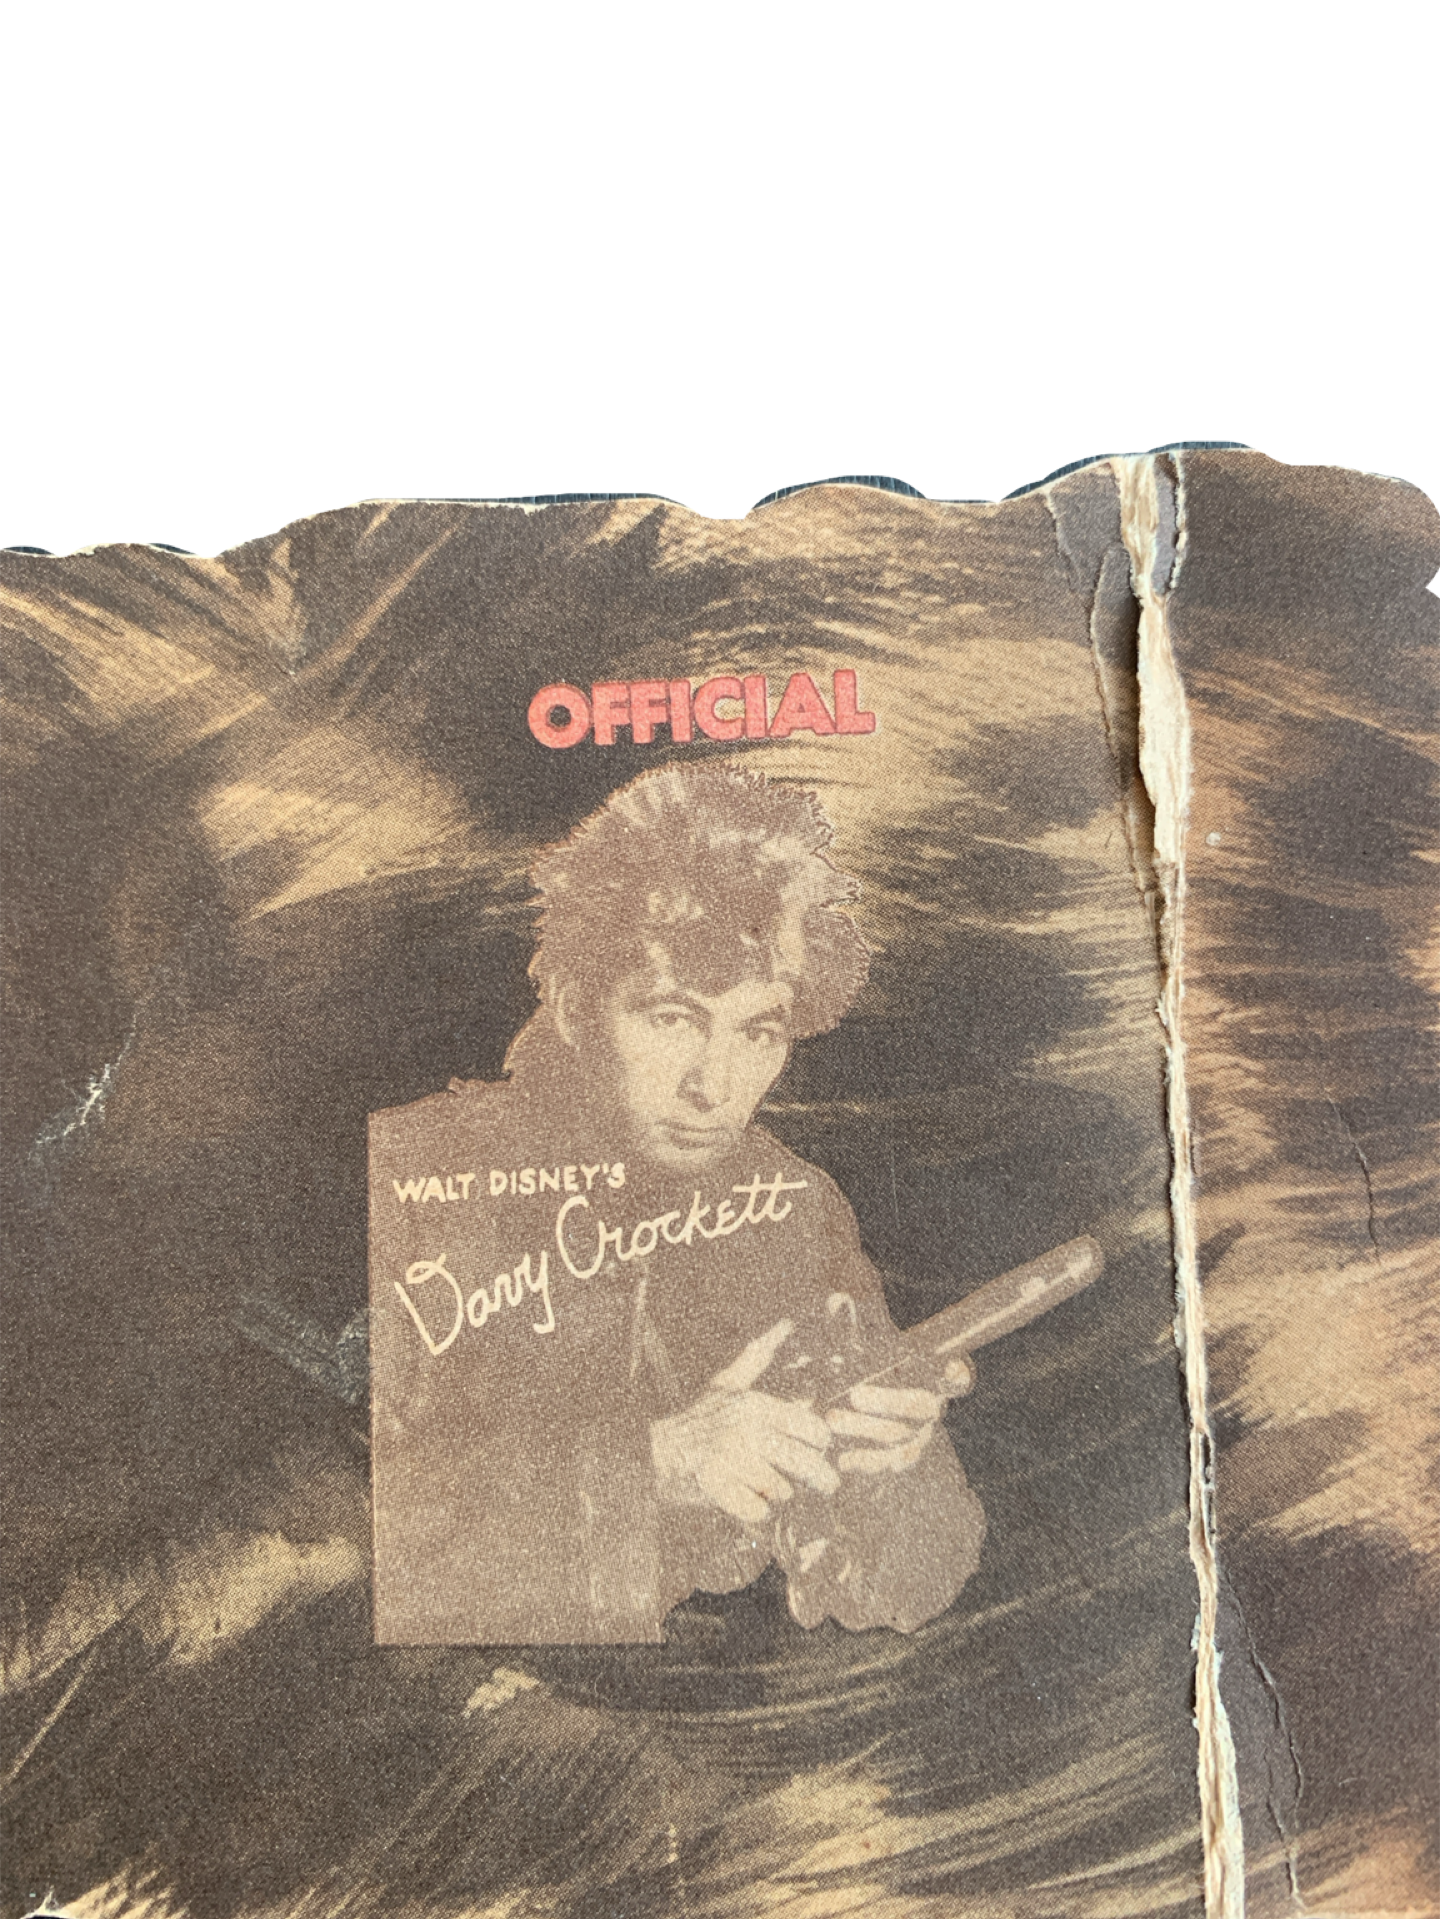 OFFICIAL
WALT DISNEY'S
Davy Crockett